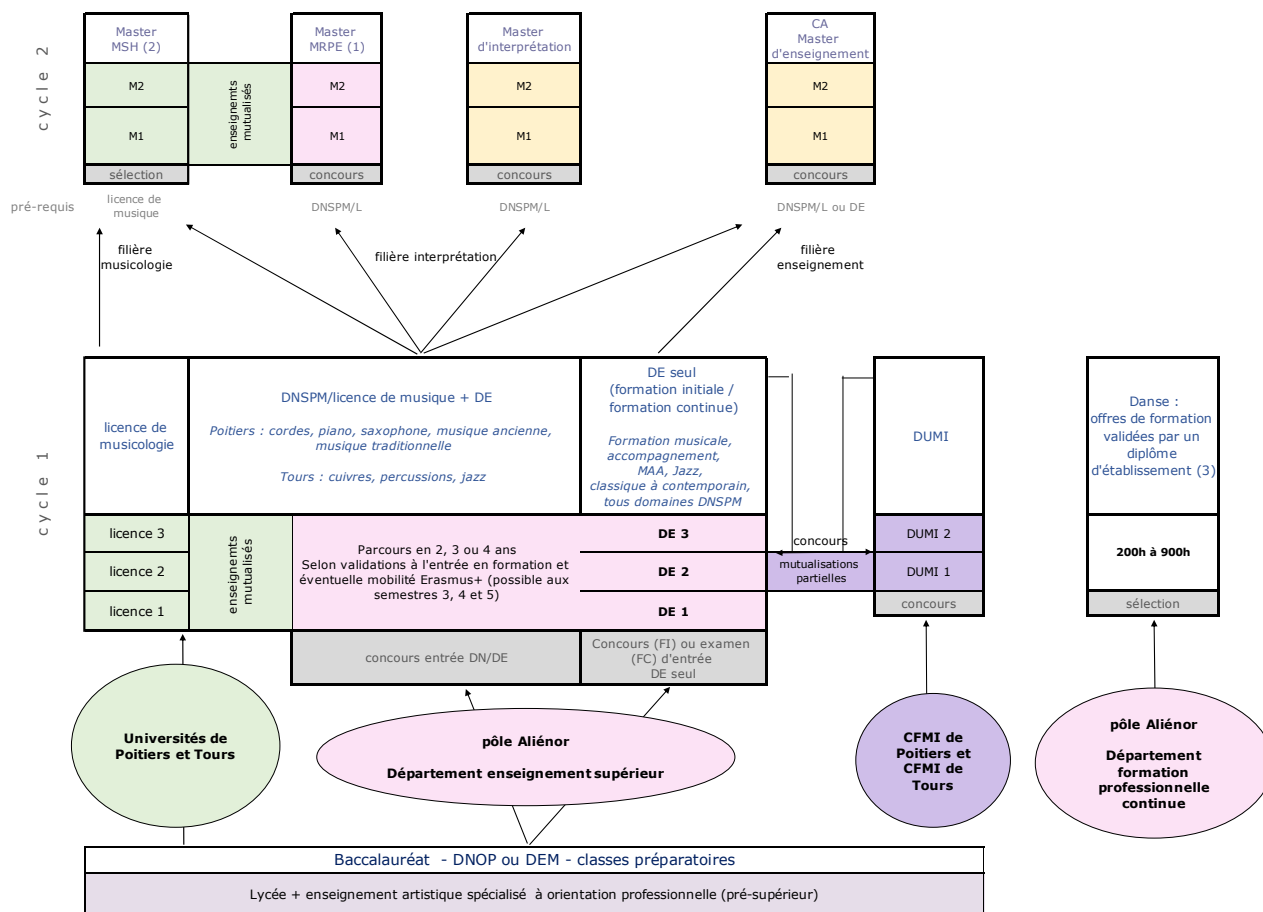 cycle 2
Master
MSH (2)
Master
MRPE (1)
Master
d'interprétation
CA
Master
d'enseignement
M2
enseignemts
mutualisés
M2
M2
M2
M1
M1
M1
M1
sélection
concours
concours
concours
pré-requis
licence de
musique
DNSPM/L
DNSPM/L
DNSPM/L ou DE
filière
musicologie
filière interprétation
filière
enseignement
cycle 1
licence de
musicologie
DNSPM/licence de musique + DE
Poitiers : cordes, piano, saxophone, musique ancienne,
musique traditionnelle
Tours : cuivres, percussions, jazz
DE seul
(formation initiale /
formation continue)
Formation musicale,
accompagnement,
MAA, Jazz,
classique à contemporain,
tous domaines DNSPM
DUMI
Danse :
offres de formation
validées par un
diplôme
d'établissement (3)
licence 3
licence 2
licence 1
enseignemts
mutualisés
Parcours en 2, 3 ou 4 ans
Selon validations à l'entrée en formation et
éventuelle mobilité Erasmus+ (possible aux
semestres 3, 4 et 5)
DE 3
DE 2
DE 1
concours
mutualisations
partielles
DUMI 2
DUMI 1
concours
200h à 900h
sélection
concours entrée DN/DE
Concours (FI) ou examen
(FC) d'entrée
DE seul
Universités de
Poitiers et Tours
pôle Aliénor
Département enseignement supérieur
CFMI de
Poitiers et
CFMI de
Tours
pôle Aliénor
Département
formation
professionnelle
continue
Baccalauréat - DNOP ou DEM - classes préparatoires
Lycée + enseignement artistique spécialisé à orientation professionnelle (pré-supérieur)